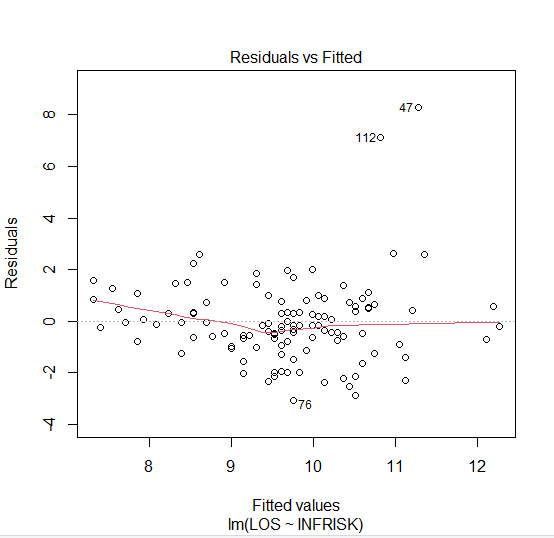 Residuals vs Fitted
Residuals
8
6
4
2
0
-2
-4
47
112
76
8 9 10 11 12
Fitted values
lm(LOS ~ INFRISK)